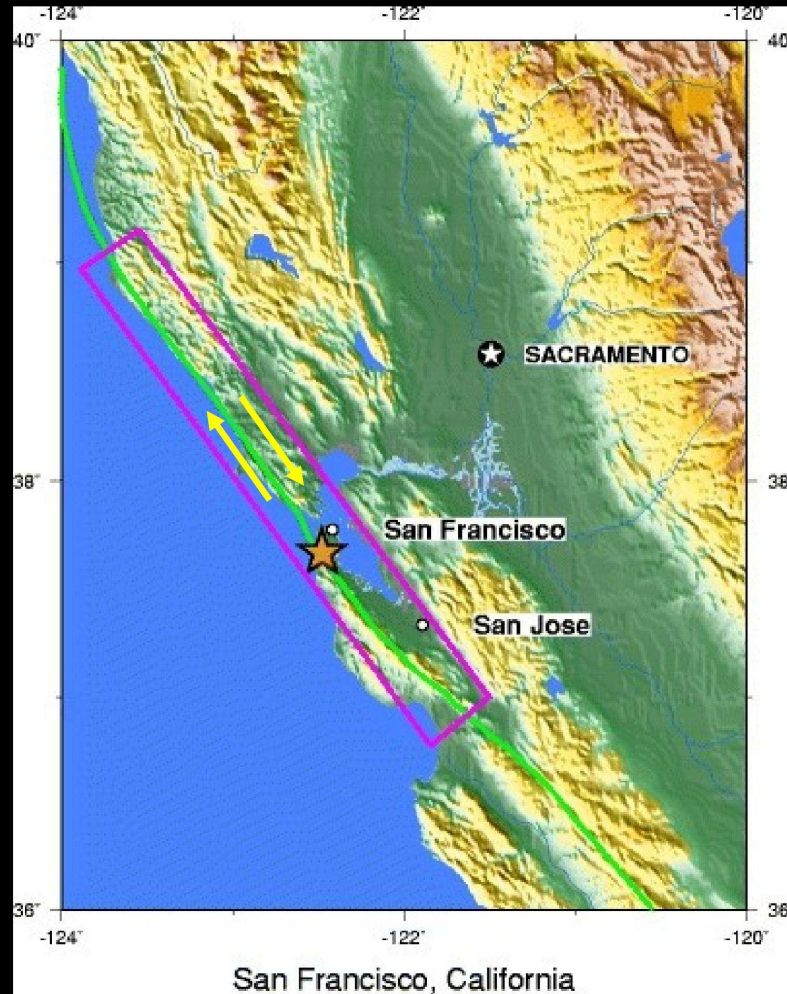 -124° -122° -120°
40° 40
SACRAMENTO
38° 38
San Francisco
San Jose
36° 36
-124° -122° -120°
San Francisco, California